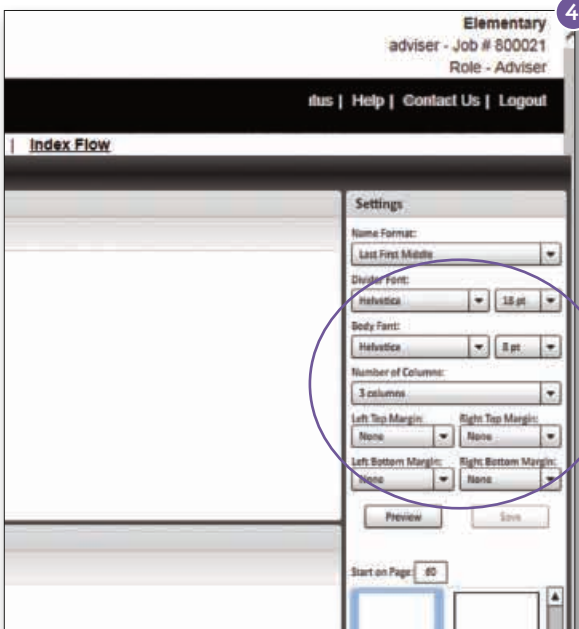 4
Elementary
adviser - Job # 800021
Role - Adviser
itus | Help | Contact Us | Logout
| Index Flow
Settings
Name Format:
Last First Middle
Divider Font:
Helvetica 18 pt
Body Font:
Helvetica 8 pt
Number of Columns:
3 columns
Left Top Margin: Right Top Margin:
None None
Left Bottom Margin: Right Bottom Margin:
None None
Preview Save
Start on Page: 60